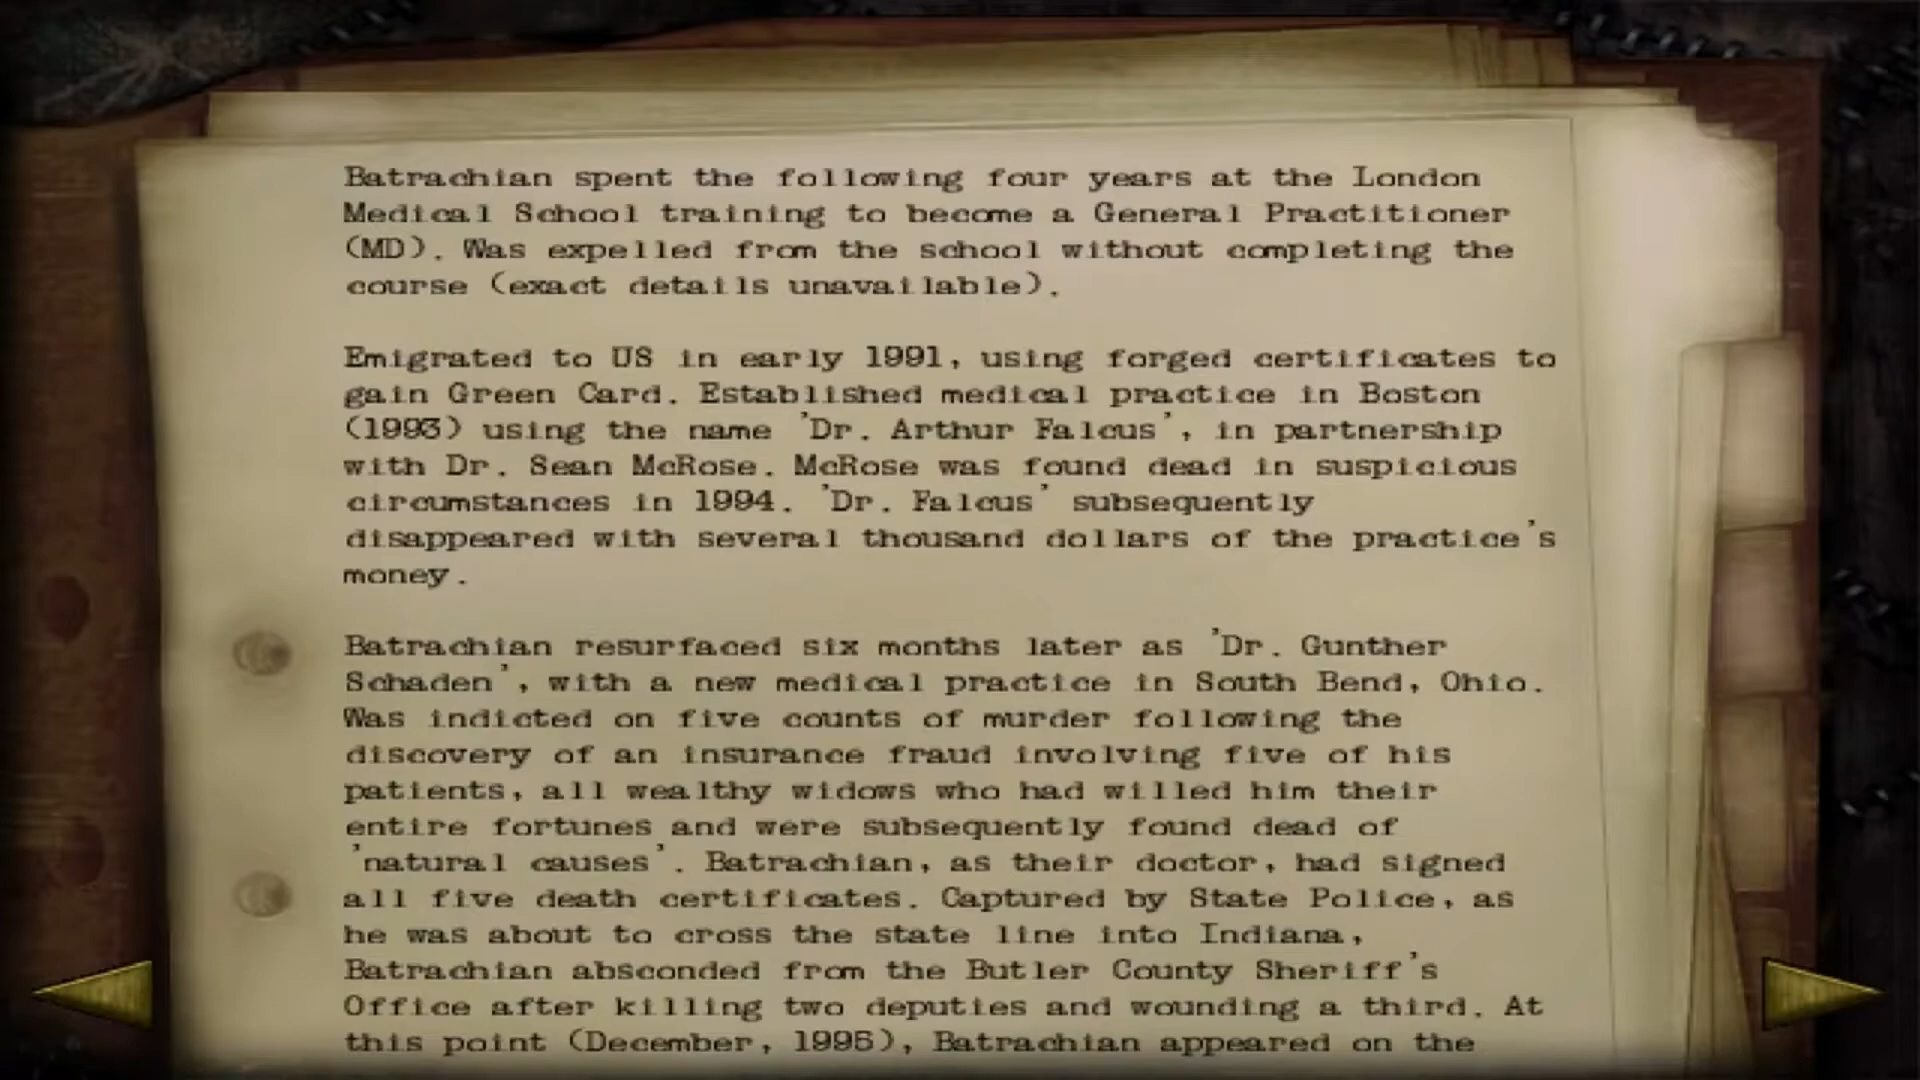 Batrachian spent the following four years at the London
Medical School training to become a General Practitioner
(MD). Was expelled from the school without completing the
course (exact details unavailable).
Emigrated to US in early 1991, using forged certificates to
gain Green Card. Established medical practice in Boston
(1993) using the name 'Dr. Arthur Falcus', in partnership
with Dr. Sean McRose. McRose was found dead in suspicious
circumstances in 1994. 'Dr. Falcus' subsequently
disappeared with several thousand dollars of the practice's
money.
Batrachian resurfaced six months later as 'Dr. Gunther
Schaden', with a new medical practice in South Bend, Ohio.
Was indicted on five counts of murder following the
discovery of an insurance fraud involving five of his
patients, all wealthy widows who had willed him their
entire fortunes and were subsequently found dead of
'natural causes'. Batrachian, as their doctor, had signed
all five death certificates. Captured by State Police, as
he was about to cross the state line into Indiana,
Batrachian absconded from the Butler County Sheriff's
Office after killing two deputies and wounding a third. At
this point (December, 1995), Batrachian appeared on the